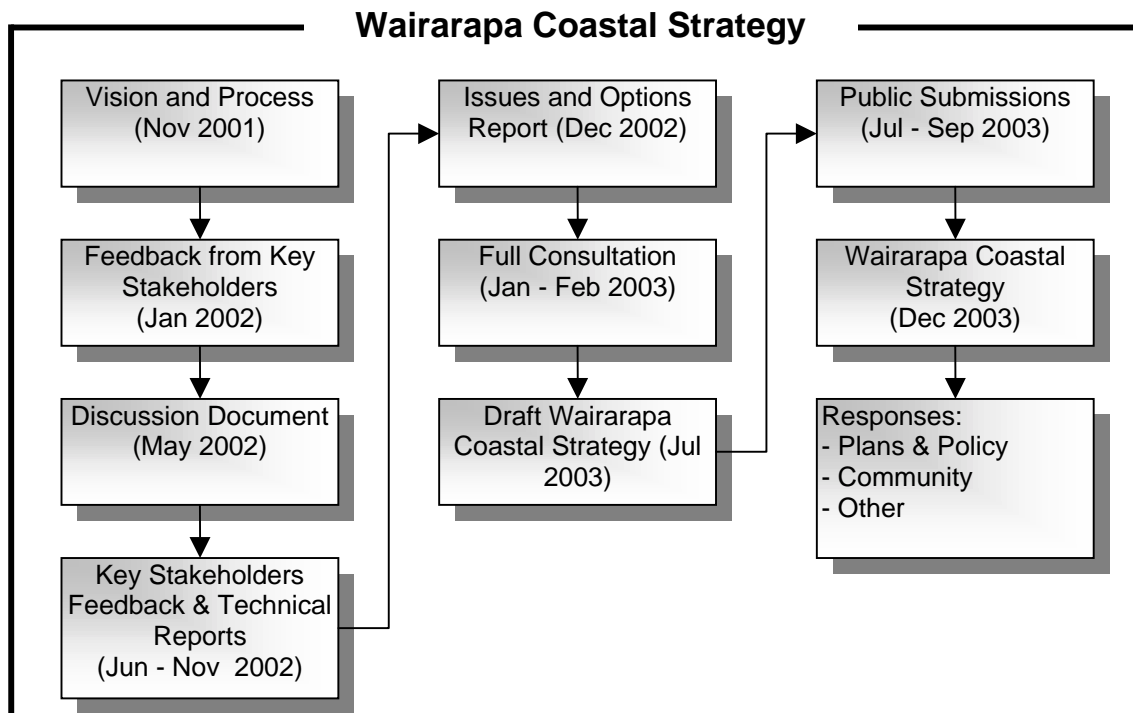 Wairarapa Coastal Strategy
Vision and Process
(Nov 2001)
Feedback from Key
Stakeholders
(Jan 2002)
Discussion Document
(May 2002)
Key Stakeholders
Feedback & Technical
Reports
(Jun - Nov 2002)
Issues and Options
Report (Dec 2002)
Full Consultation
(Jan - Feb 2003)
Draft Wairarapa
Coastal Strategy (Jul
2003)
Public Submissions
(Jul - Sep 2003)
Wairarapa Coastal
Strategy
(Dec 2003)
Responses:
- Plans & Policy
- Community
- Other